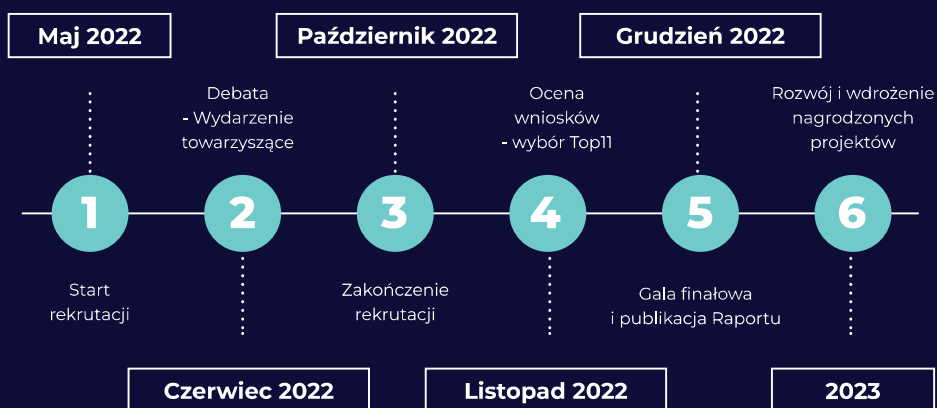 Maj 2022
Październik 2022
Grudzień 2022
Debata
- Wydarzenie
towarzyszące
Ocena
wniosków
- wybór Top11
Rozwój i wdrożenie
nagrodzonych
projektów
1
2
3
4
5
6
Start
rekrutacji
Zakończenie
rekrutacji
Gala finałowa
i publikacja Raportu
Czerwiec 2022
Listopad 2022
2023